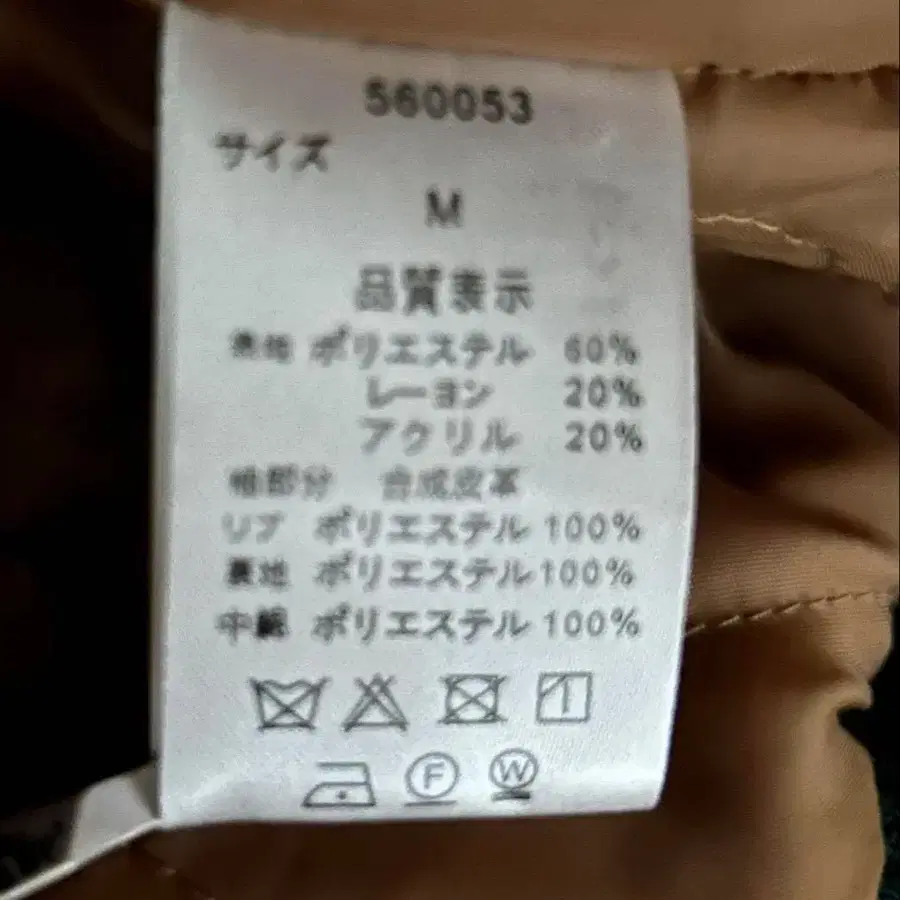 560053
サイズ
M
品質表示
表地 ポリエステル 60%
レーヨン 20%
アクリル 20%
袖部分 合成皮革
リブ ポリエステル 100%
裏地 ポリエステル 100%
中綿 ポリエステル 100%
F W